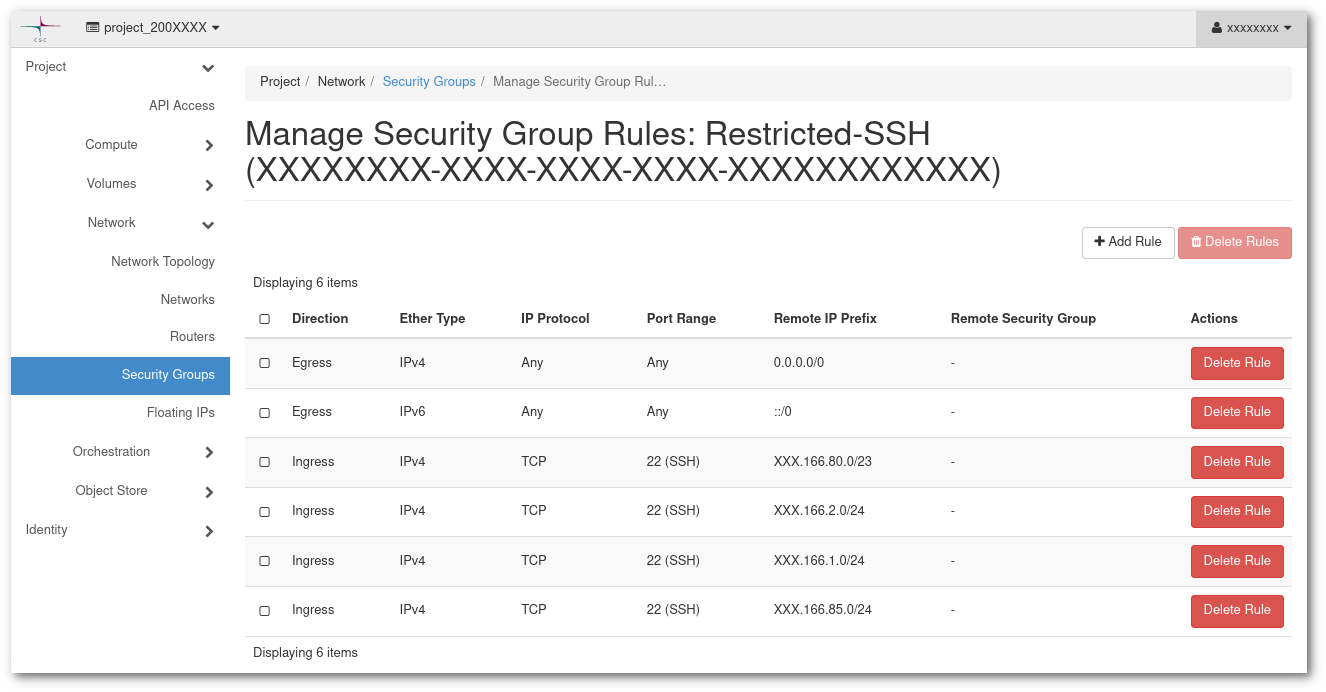 CSC
project_200XXXX
xxxxxxxx
Project
API Access
Compute
Volumes
Network
Network Topology
Networks
Routers
Security Groups
Floating IPs
Orchestration
Object Store
Identity
Project / Network / Security Groups / Manage Security Group Rul…
Manage Security Group Rules: Restricted-SSH
(XXXXXXXX-XXXX-XXXX-XXXX-XXXXXXXXXXXX)
Add Rule Delete Rules
Displaying 6 items
Direction Ether Type IP Protocol Port Range Remote IP Prefix Remote Security Group Actions
Egress IPv4 Any Any 0.0.0.0/0 - Delete Rule
Egress IPv6 Any Any ::/0 - Delete Rule
Ingress IPv4 TCP 22 (SSH) XXX.166.80.0/23 - Delete Rule
Ingress IPv4 TCP 22 (SSH) XXX.166.2.0/24 - Delete Rule
Ingress IPv4 TCP 22 (SSH) XXX.166.1.0/24 - Delete Rule
Ingress IPv4 TCP 22 (SSH) XXX.166.85.0/24 - Delete Rule
Displaying 6 items